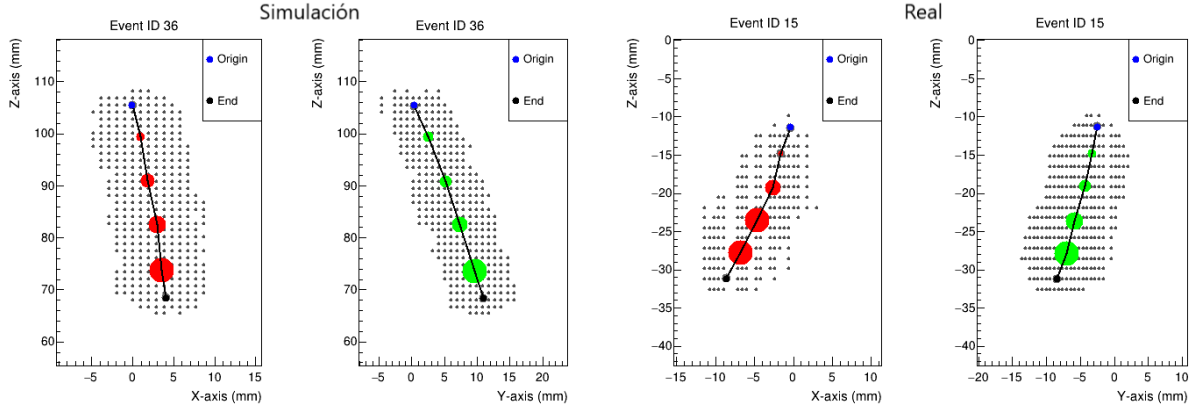 Simulación
Real
Event ID 36
Z-axis (mm)
110
100
90
80
70
60
−5 0 5 10 15
X-axis (mm)
Origin
End
Event ID 36
Z-axis (mm)
110
100
90
80
70
60
−5 0 5 10 15 20
Y-axis (mm)
Origin
End
Event ID 15
Z-axis (mm)
0
−5
−10
−15
−20
−25
−30
−35
−40
−15 −10 −5 0 5
X-axis (mm)
Origin
End
Event ID 15
Z-axis (mm)
0
−5
−10
−15
−20
−25
−30
−35
−40
−20 −15 −10 −5 0 5
Y-axis (mm)
Origin
End